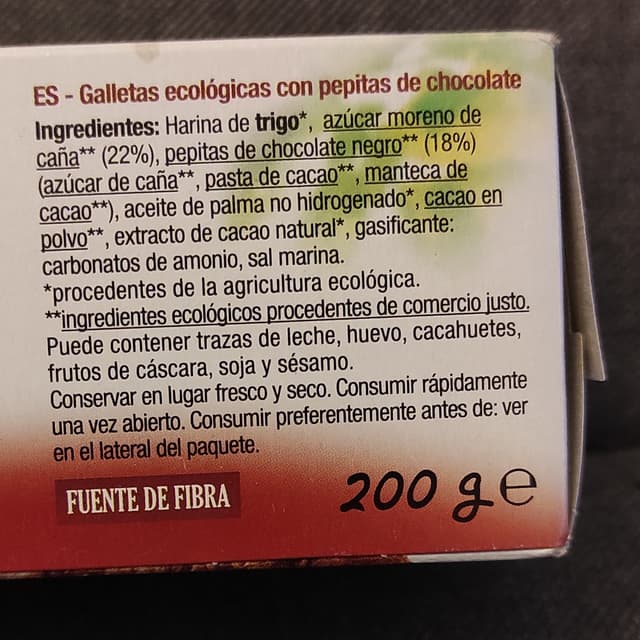 ES - Galletas ecológicas con pepitas de chocolate
Ingredientes: Harina de trigo*, azúcar moreno de
caña** (22%), pepitas de chocolate negro** (18%)
(azúcar de caña**, pasta de cacao**, manteca de
cacao**), aceite de palma no hidrogenado*, cacao en
polvo**, extracto de cacao natural*, gasificante:
carbonatos de amonio, sal marina.
*procedentes de la agricultura ecológica.
**ingredientes ecológicos procedentes de comercio justo.
Puede contener trazas de leche, huevo, cacahuetes,
frutos de cáscara, soja y sésamo.
Conservar en lugar fresco y seco. Consumir rápidamente
una vez abierto. Consumir preferentemente antes de: ver
en el lateral del paquete.
FUENTE DE FIBRA
200 g e